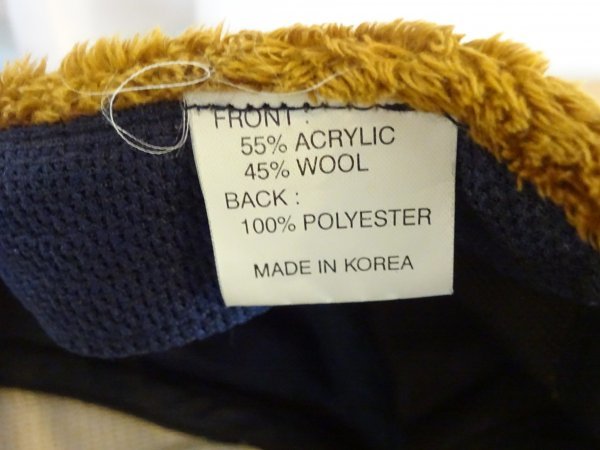 FRONT :
55% ACRYLIC
45% WOOL
BACK :
100% POLYESTER
MADE IN KOREA